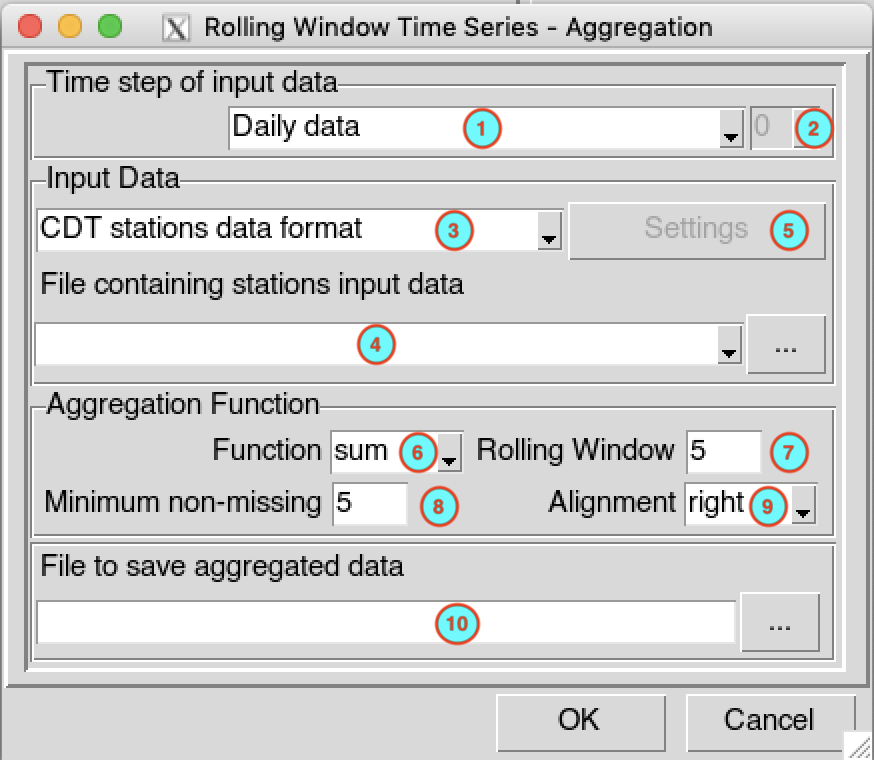 Rolling Window Time Series - Aggregation
Time step of input data
Daily data 1 0 2
Input Data
CDT stations data format 3 Settings 5
File containing stations input data
4 ...
Aggregation Function
Function sum 6 Rolling Window 5 7
Minimum non-missing 5 8 Alignment right 9
File to save aggregated data
10 ...
OK Cancel